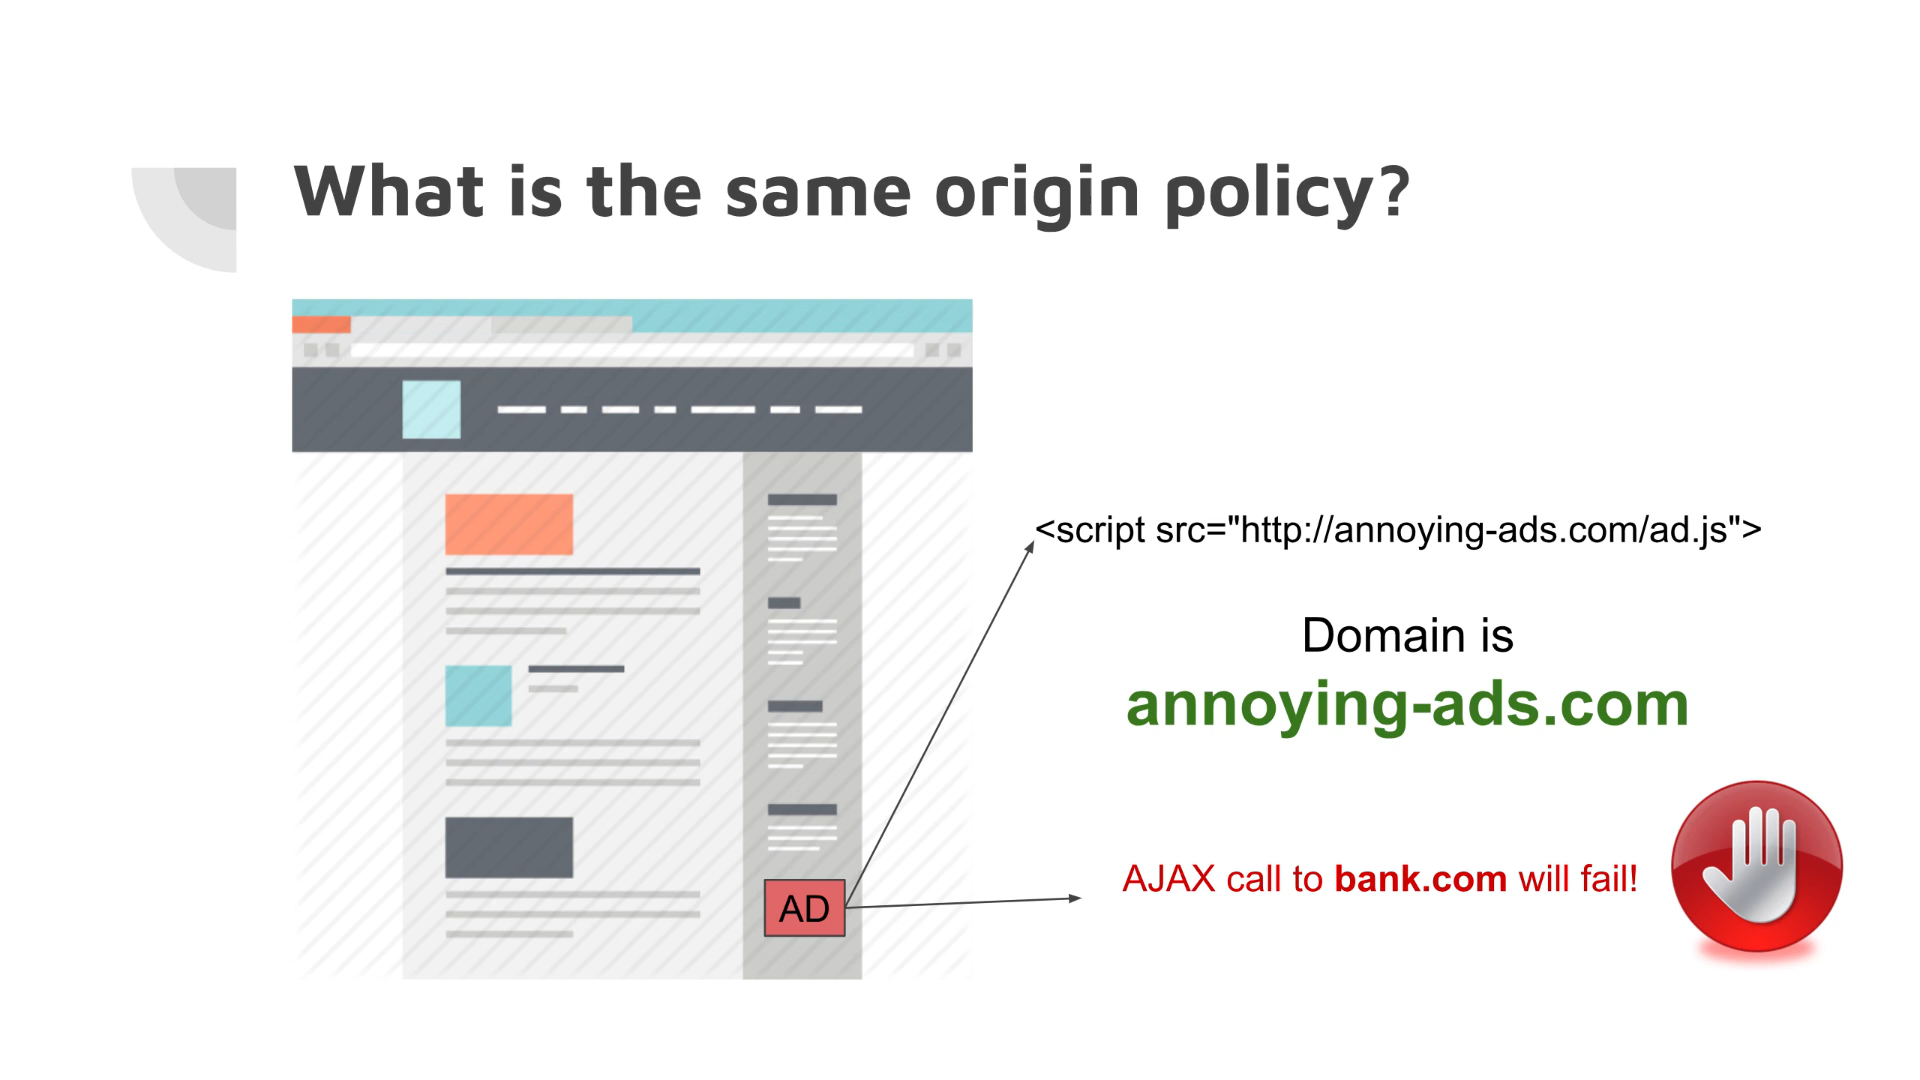 What is the same origin policy?
<script src="http://annoying-ads.com/ad.js">
Domain is
annoying-ads.com
AD
AJAX call to bank.com will fail!